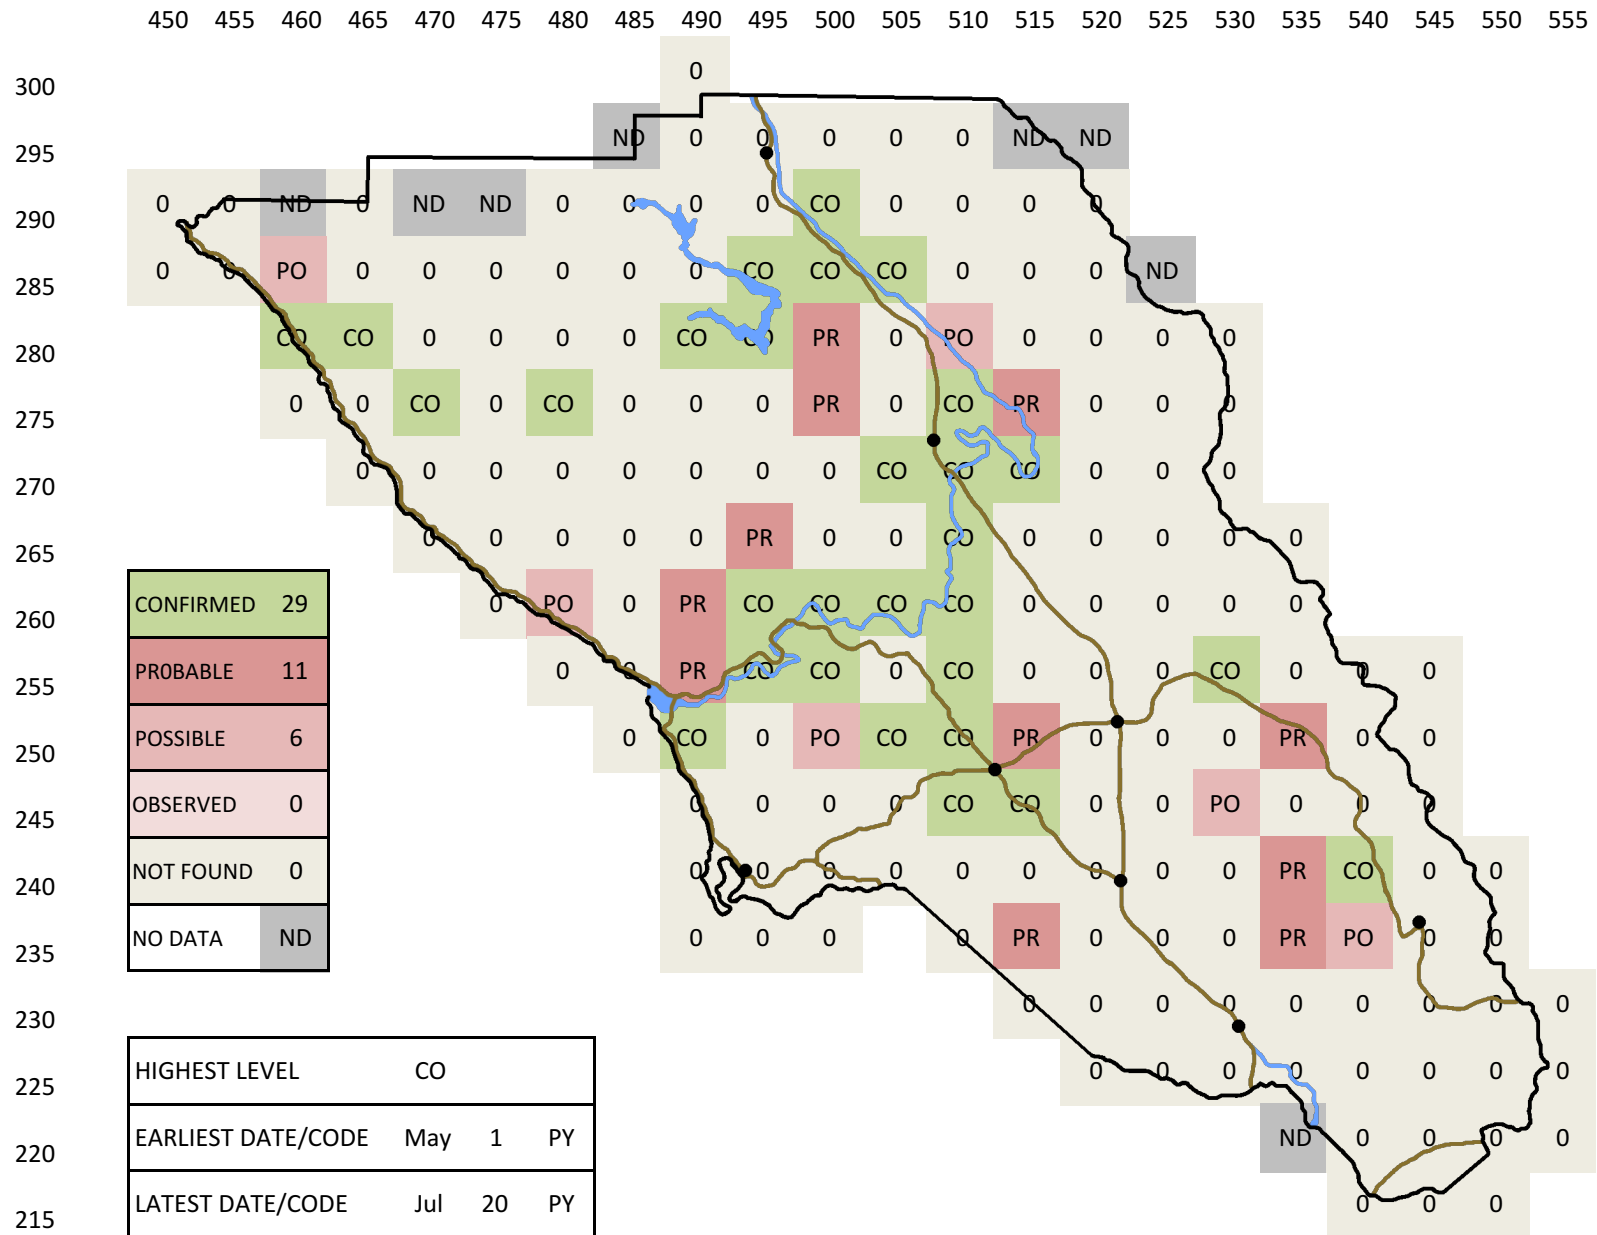 450 455 460 465 470 475 480 485 490 495 500 505 510 515 520 525 530 535 540 545 550 555
300 0
295 ND 0 0 0 0 0 ND ND
290 0 0 ND 0 ND ND 0 0 0 0 CO 0 0 0 0
285 0 0 PO 0 0 0 0 0 0 CO CO CO 0 0 0 ND
280 CO CO 0 0 0 0 CO CO PR 0 PO 0 0 0 0
275 0 0 CO 0 CO 0 0 0 PR 0 CO PR 0 0 0
270 0 0 0 0 0 0 0 0 CO CO CO 0 0 0
265 0 0 0 0 0 PR 0 0 CO 0 0 0 0 0
260 CONFIRMED 29 0 PO 0 PR CO CO CO CO 0 0 0 0 0
255 PR0BABLE 11 0 0 PR CO CO 0 CO 0 0 0 CO 0 0 0
250 POSSIBLE 6 0 CO 0 PO CO CO PR 0 0 0 PR 0 0
245 OBSERVED 0 0 0 0 0 CO CO 0 0 PO 0 0 0
240 NOT FOUND 0 0 0 0 0 0 0 0 0 0 PR CO 0 0
235 NO DATA ND 0 0 0 0 PR 0 0 0 PR PO 0 0
230 0 0 0 0 0 0 0 0 0
225 HIGHEST LEVEL CO 0 0 0 0 0 0 0 0
220 EARLIEST DATE/CODE May 1 PY ND 0 0 0 0
215 LATEST DATE/CODE Jul 20 PY 0 0 0